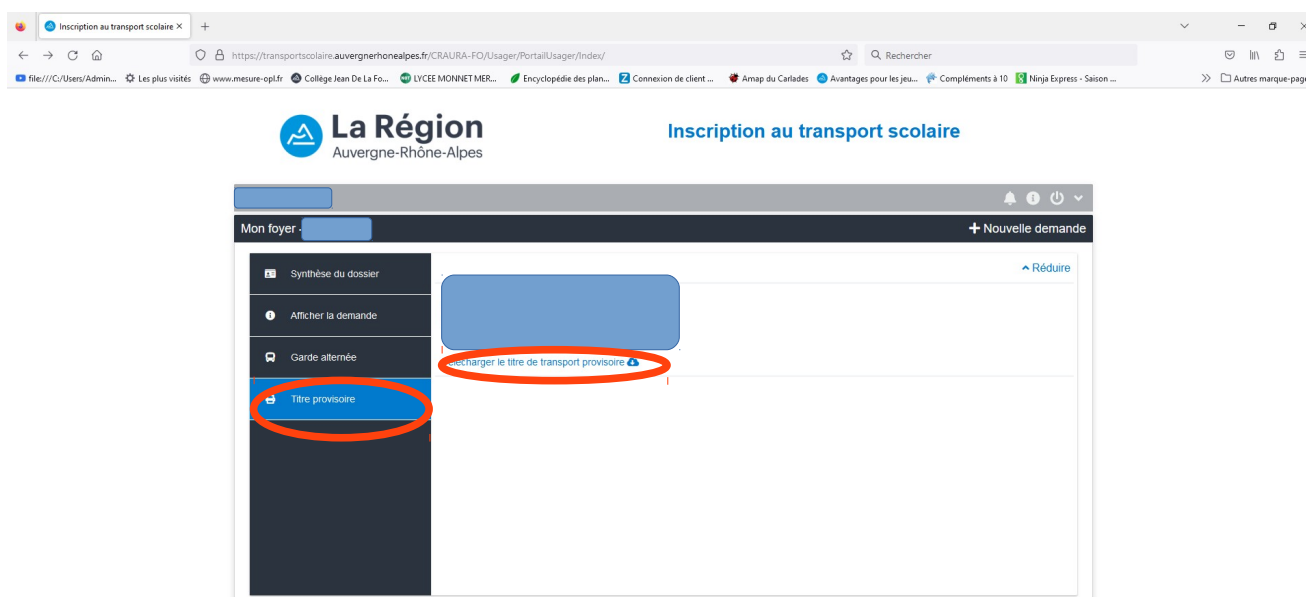 Inscription au transport scolaire ×
https://transportscolaire.auvergnerhonealpes.fr/CRAURA-FO/Usager/PortailUsager/Index/
Rechercher
file:///C:/Users/Admin... Les plus visités www.mesure-opl.fr Collège Jean De La Fo... LYCEE MONNET MER... Encyclopédie des plan... Connexion de client ... Amap du Carlades Avantages pour les jeu... Compléments à 10 Ninja Express - Saison ... Autres marque-page
La Région
Auvergne-Rhône-Alpes
Inscription au transport scolaire
Mon foyer -
+ Nouvelle demande
Synthèse du dossier
Réduire
Afficher la demande
Garde alternée
Télécharger le titre de transport provisoire
Titre provisoire